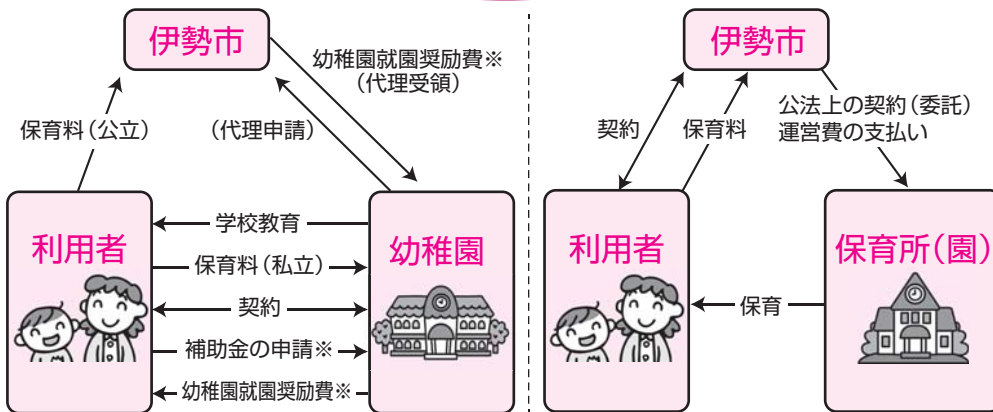 伊勢市
幼稚園就園奨励費※
(代理受領)
保育料(公立)
(代理申請)
利用者
幼稚園
学校教育
保育料(私立)
契約
補助金の申請※
幼稚園就園奨励費※
伊勢市
契約
保育料
公法上の契約(委託)
運営費の支払い
利用者
保育所(園)
保育